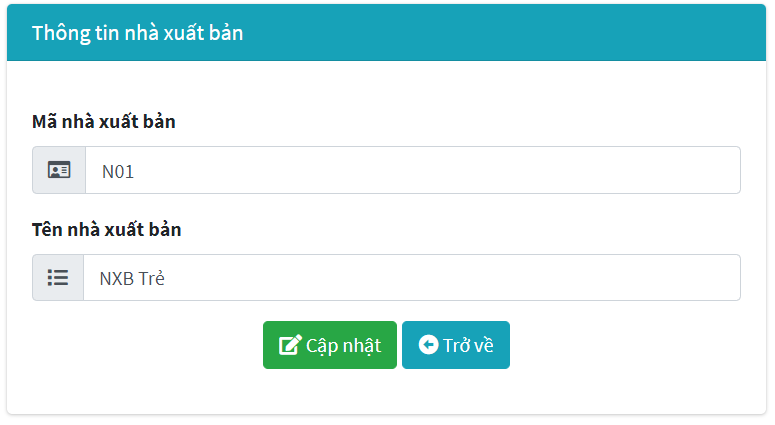 Thông tin nhà xuất bản
Mã nhà xuất bản
N01
Tên nhà xuất bản
NXB Trẻ
Cập nhật
Trở về